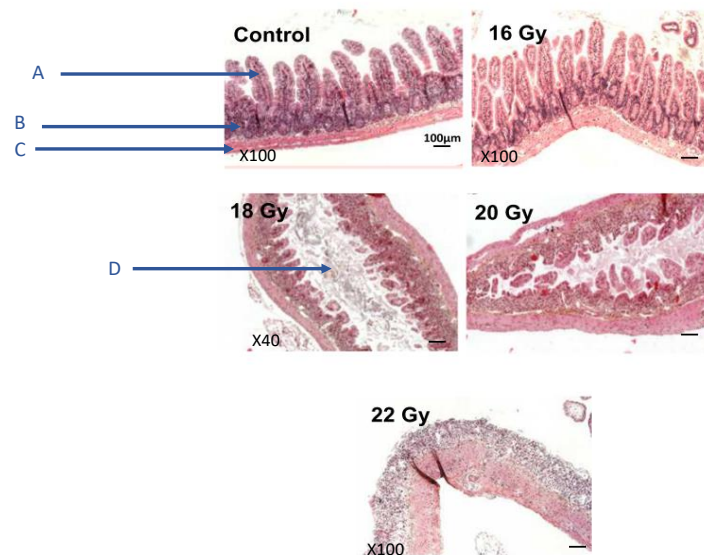 Control
16 Gy
A
B
C
100µm
X100
X100
18 Gy
20 Gy
D
X40
22 Gy
X100